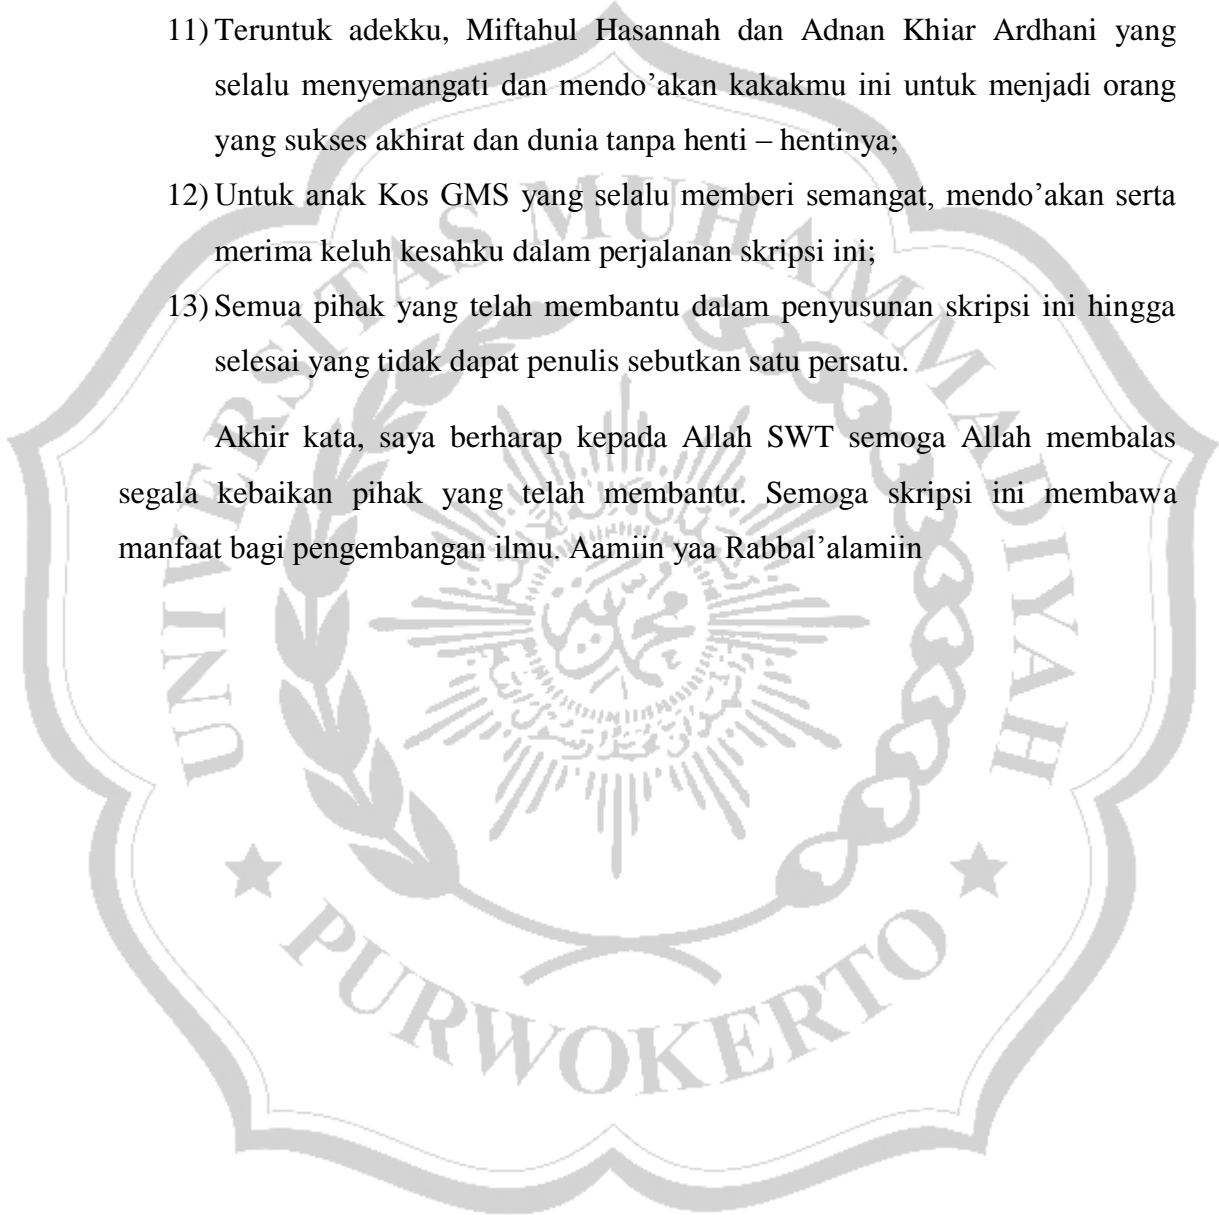 11) Teruntuk adekku, Miftahul Hasannah dan Adnan Khiar Ardhani yang
selalu menyemangati dan mendo’akan kakakmu ini untuk menjadi orang
yang sukses akhirat dan dunia tanpa henti – hentinya;
12) Untuk anak Kos GMS yang selalu memberi semangat, mendo’akan serta
merima keluh kesahku dalam perjalanan skripsi ini;
13) Semua pihak yang telah membantu dalam penyusunan skripsi ini hingga
selesai yang tidak dapat penulis sebutkan satu persatu.
Akhir kata, saya berharap kepada Allah SWT semoga Allah membalas
segala kebaikan pihak yang telah membantu. Semoga skripsi ini membawa
manfaat bagi pengembangan ilmu. Aamiin yaa Rabbal’alamiin
UNIVERSITAS MUHAMMADIYAH
PURWOKERTO